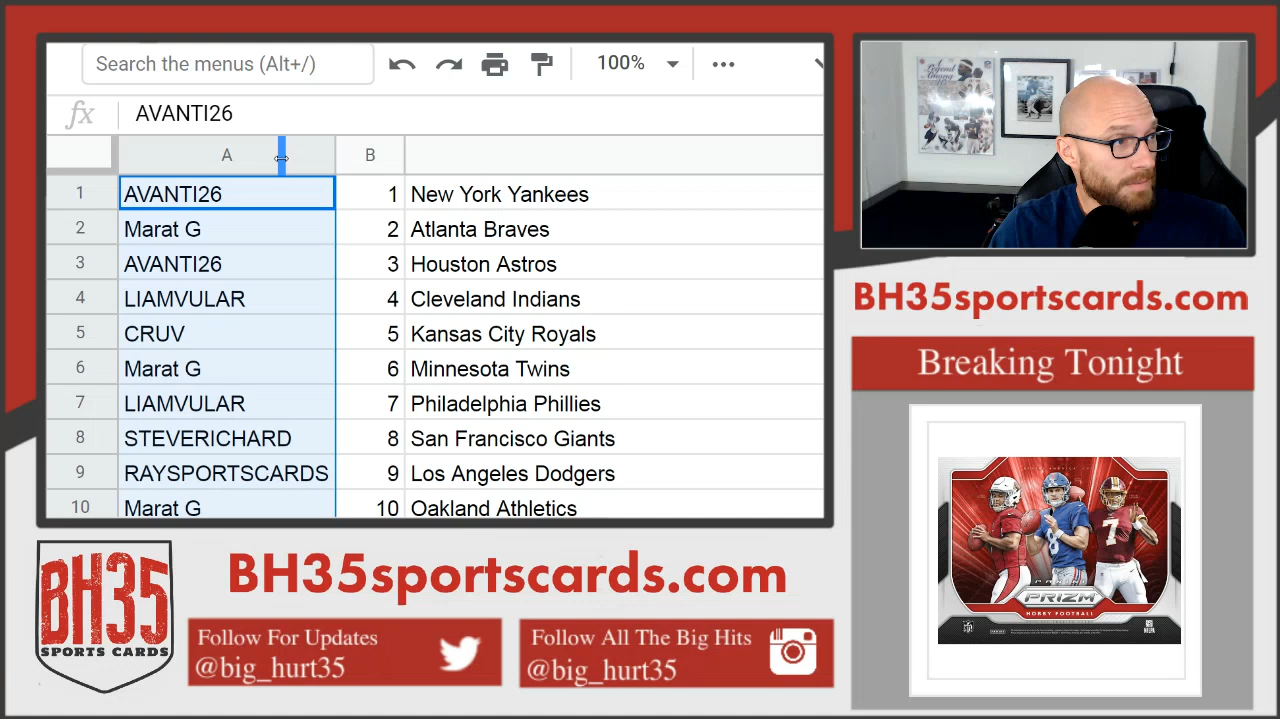 Search the menus (Alt+/)
100%
fx
AVANTI26
A
B
1 AVANTI26 1 New York Yankees
2 Marat G 2 Atlanta Braves
3 AVANTI26 3 Houston Astros
4 LIAMVULAR 4 Cleveland Indians
5 CRUV 5 Kansas City Royals
6 Marat G 6 Minnesota Twins
7 LIAMVULAR 7 Philadelphia Phillies
8 STEVERICHARD 8 San Francisco Giants
9 RAYSPORTSCARDS 9 Los Angeles Dodgers
10 Marat G 10 Oakland Athletics
BH35sportscards.com
Breaking Tonight
PANINI
PRIZM
HOBBY FOOTBALL
BH35
SPORTS CARDS
BH35sportscards.com
Follow For Updates
@big_hurt35
Follow All The Big Hits
@big_hurt35